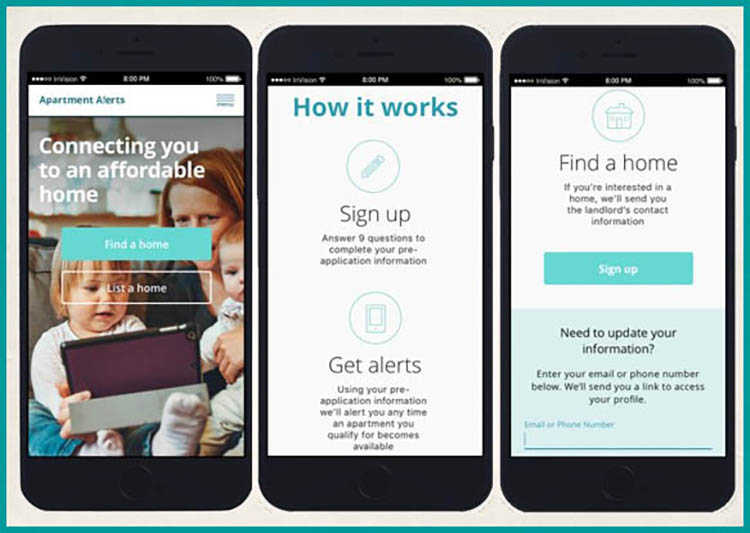 InVision 8:00 PM 100%
Apartment Alerts
menu
Connecting you
to an affordable
home
Find a home
List a home
InVision 8:00 PM 100%
How it works
Sign up
Answer 9 questions to
complete your pre-
application information
Get alerts
Using your pre-
application information
we'll alert you any time
an apartment you
qualify for becomes
available
InVision 8:00 PM 100%
Find a home
If you're interested in a
home, we'll send you
the landlord's contact
information
Sign up
Need to update your
information?
Enter your email or phone number
below. We'll send you a link to access
your profile.
Email or Phone Number